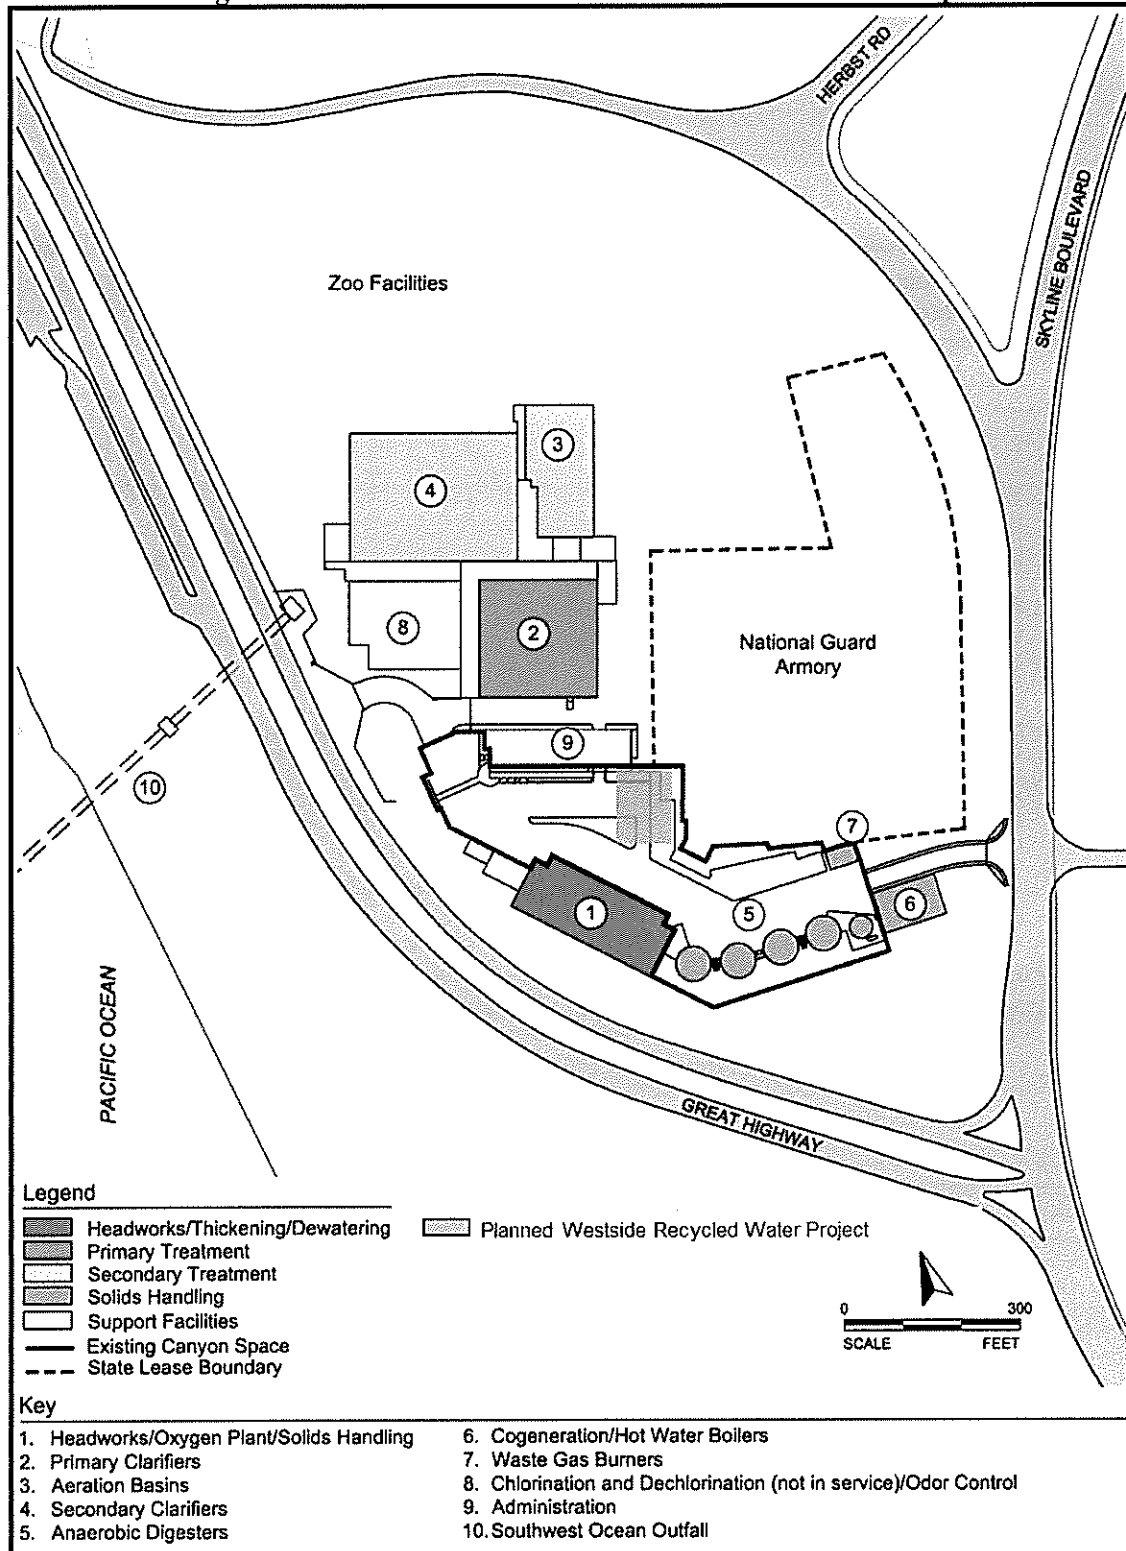 HERBST RD
SKYLINE BOULEVARD
Zoo Facilities
3
4
8
2
National Guard
Armory
9
10
7
1
5
6
PACIFIC OCEAN
GREAT HIGHWAY
Legend
Headworks/Thickening/Dewatering
Planned Westside Recycled Water Project
Primary Treatment
Secondary Treatment
Solids Handling
Support Facilities
Existing Canyon Space
State Lease Boundary
0 300
SCALE FEET
Key
1. Headworks/Oxygen Plant/Solids Handling
2. Primary Clarifiers
3. Aeration Basins
4. Secondary Clarifiers
5. Anaerobic Digesters
6. Cogeneration/Hot Water Boilers
7. Waste Gas Burners
8. Chlorination and Dechlorination (not in service)/Odor Control
9. Administration
10. Southwest Ocean Outfall